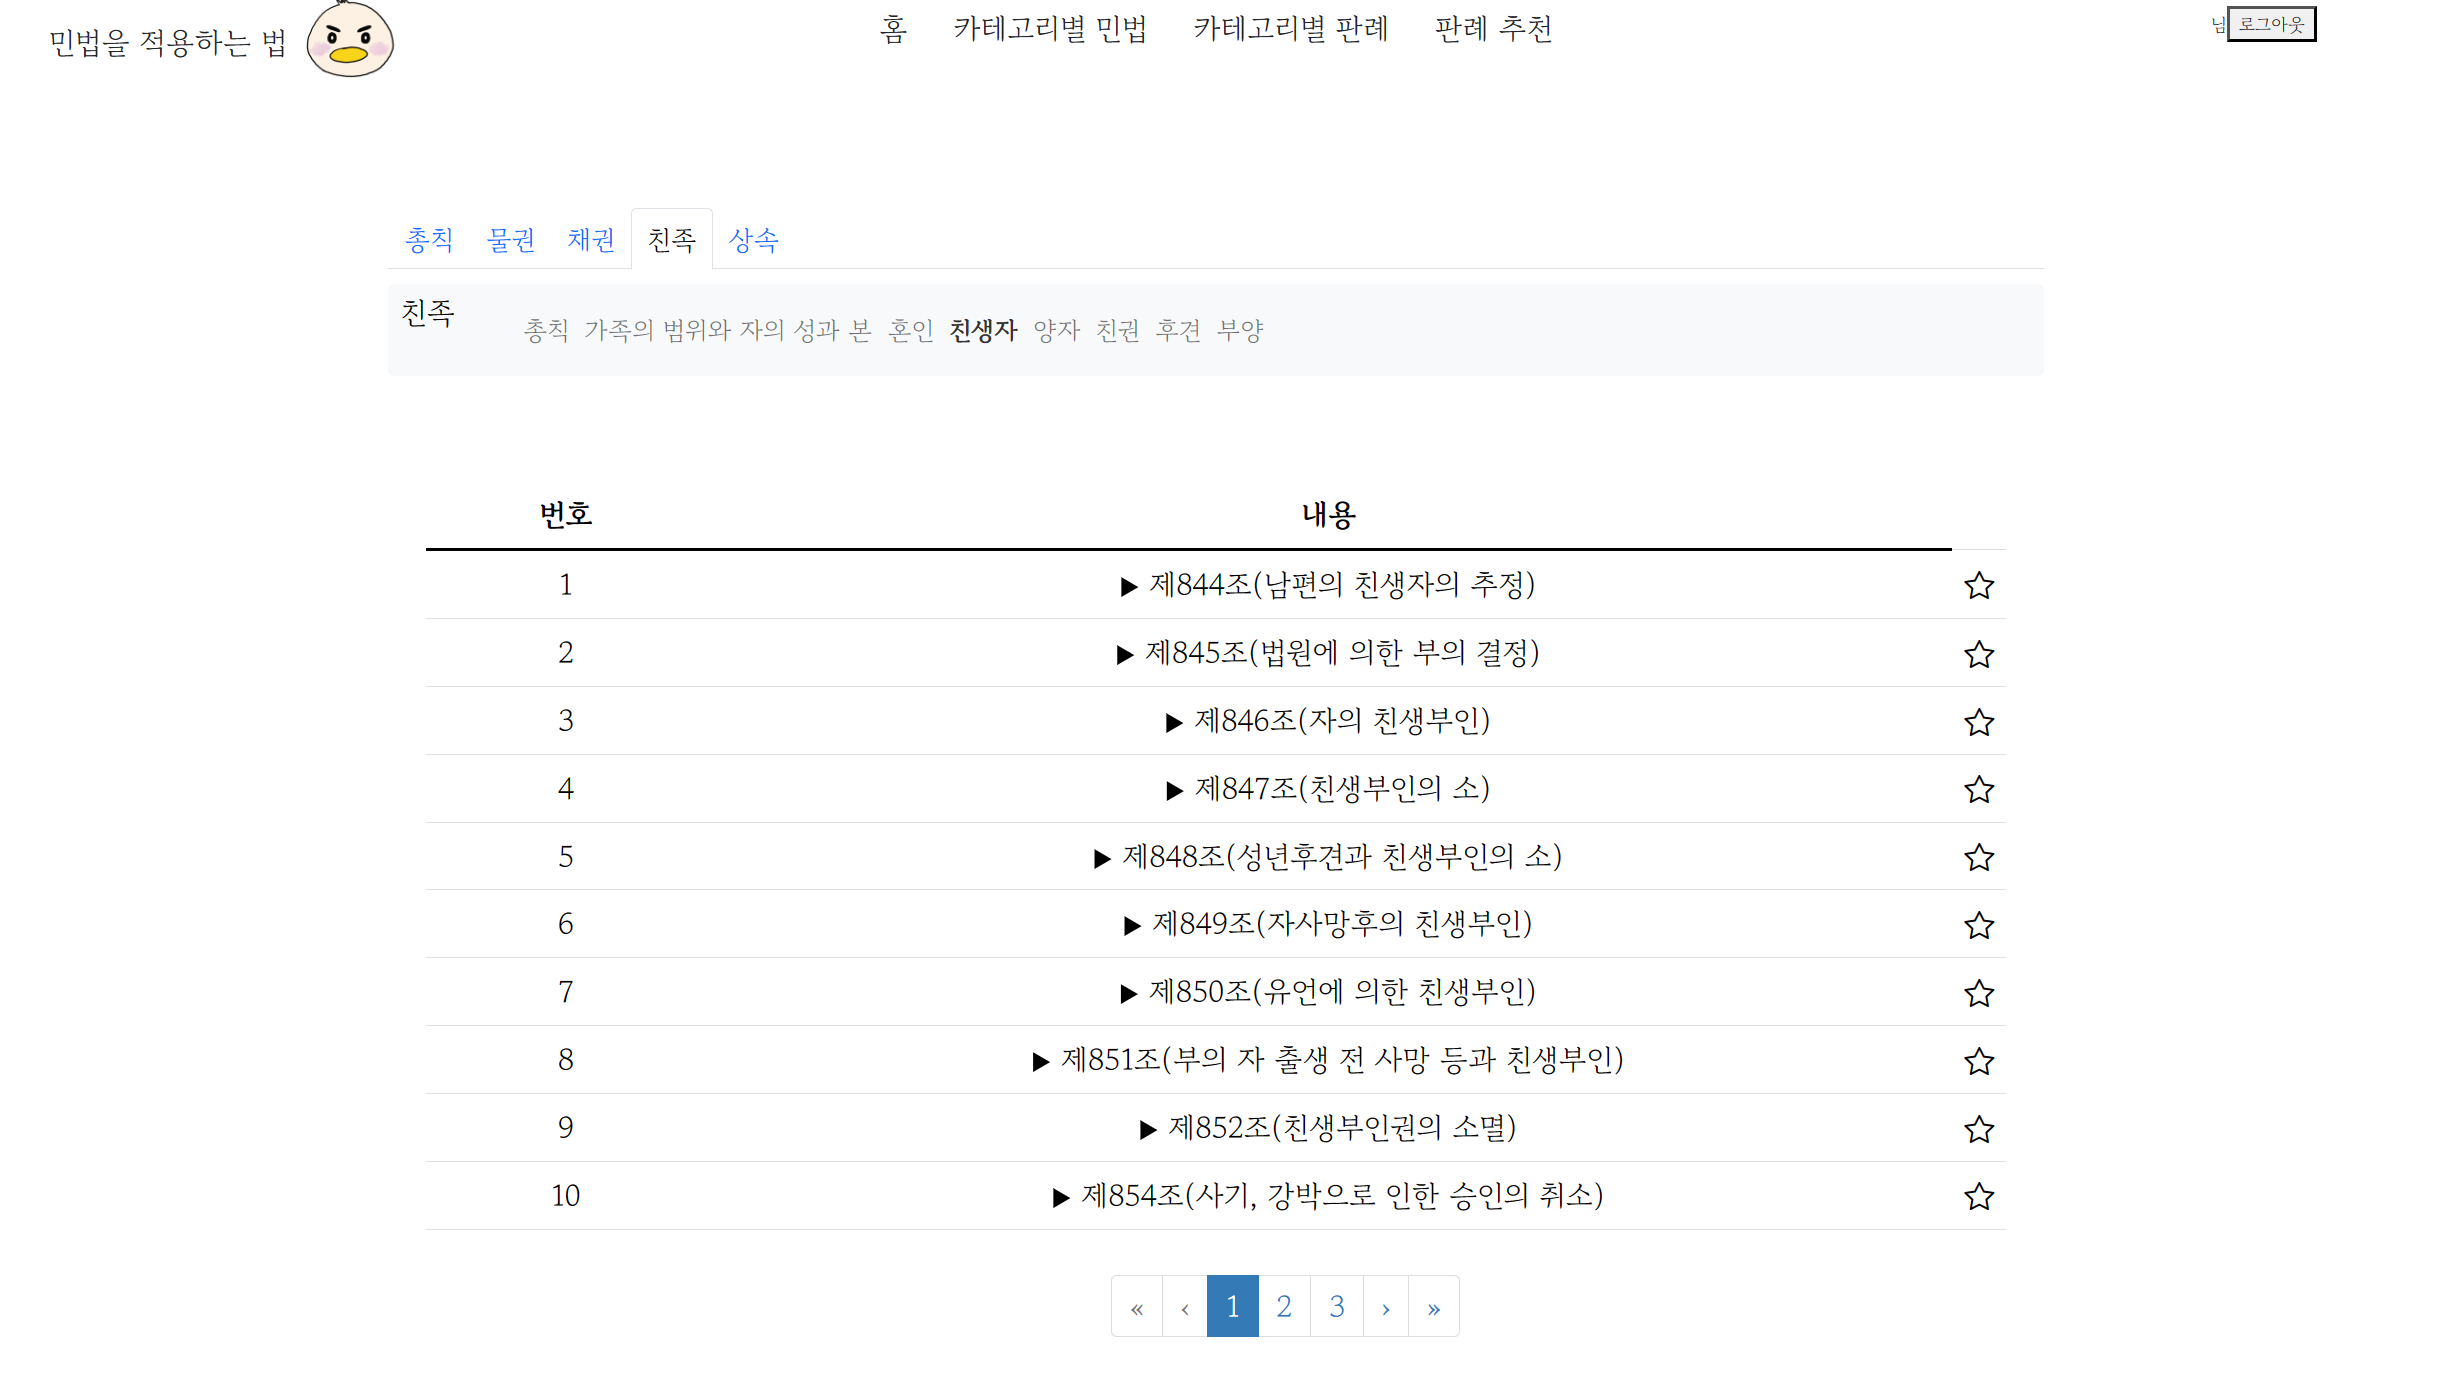 민법을 적용하는 법 홈 카테고리별 민법 카테고리별 판례 판례 추천 님 로그아웃
총칙 물권 채권 친족 상속
친족 총칙 가족의 범위와 자의 성과 본 혼인 친생자 양자 친권 후견 부양
번호 내용
1 ▶ 제844조(남편의 친생자의 추정) ☆
2 ▶ 제845조(법원에 의한 부의 결정) ☆
3 ▶ 제846조(자의 친생부인) ☆
4 ▶ 제847조(친생부인의 소) ☆
5 ▶ 제848조(성년후견과 친생부인의 소) ☆
6 ▶ 제849조(자사망후의 친생부인) ☆
7 ▶ 제850조(유언에 의한 친생부인) ☆
8 ▶ 제851조(부의 자 출생 전 사망 등과 친생부인) ☆
9 ▶ 제852조(친생부인권의 소멸) ☆
10 ▶ 제854조(사기, 강박으로 인한 승인의 취소) ☆
« ‹ 1 2 3 › »